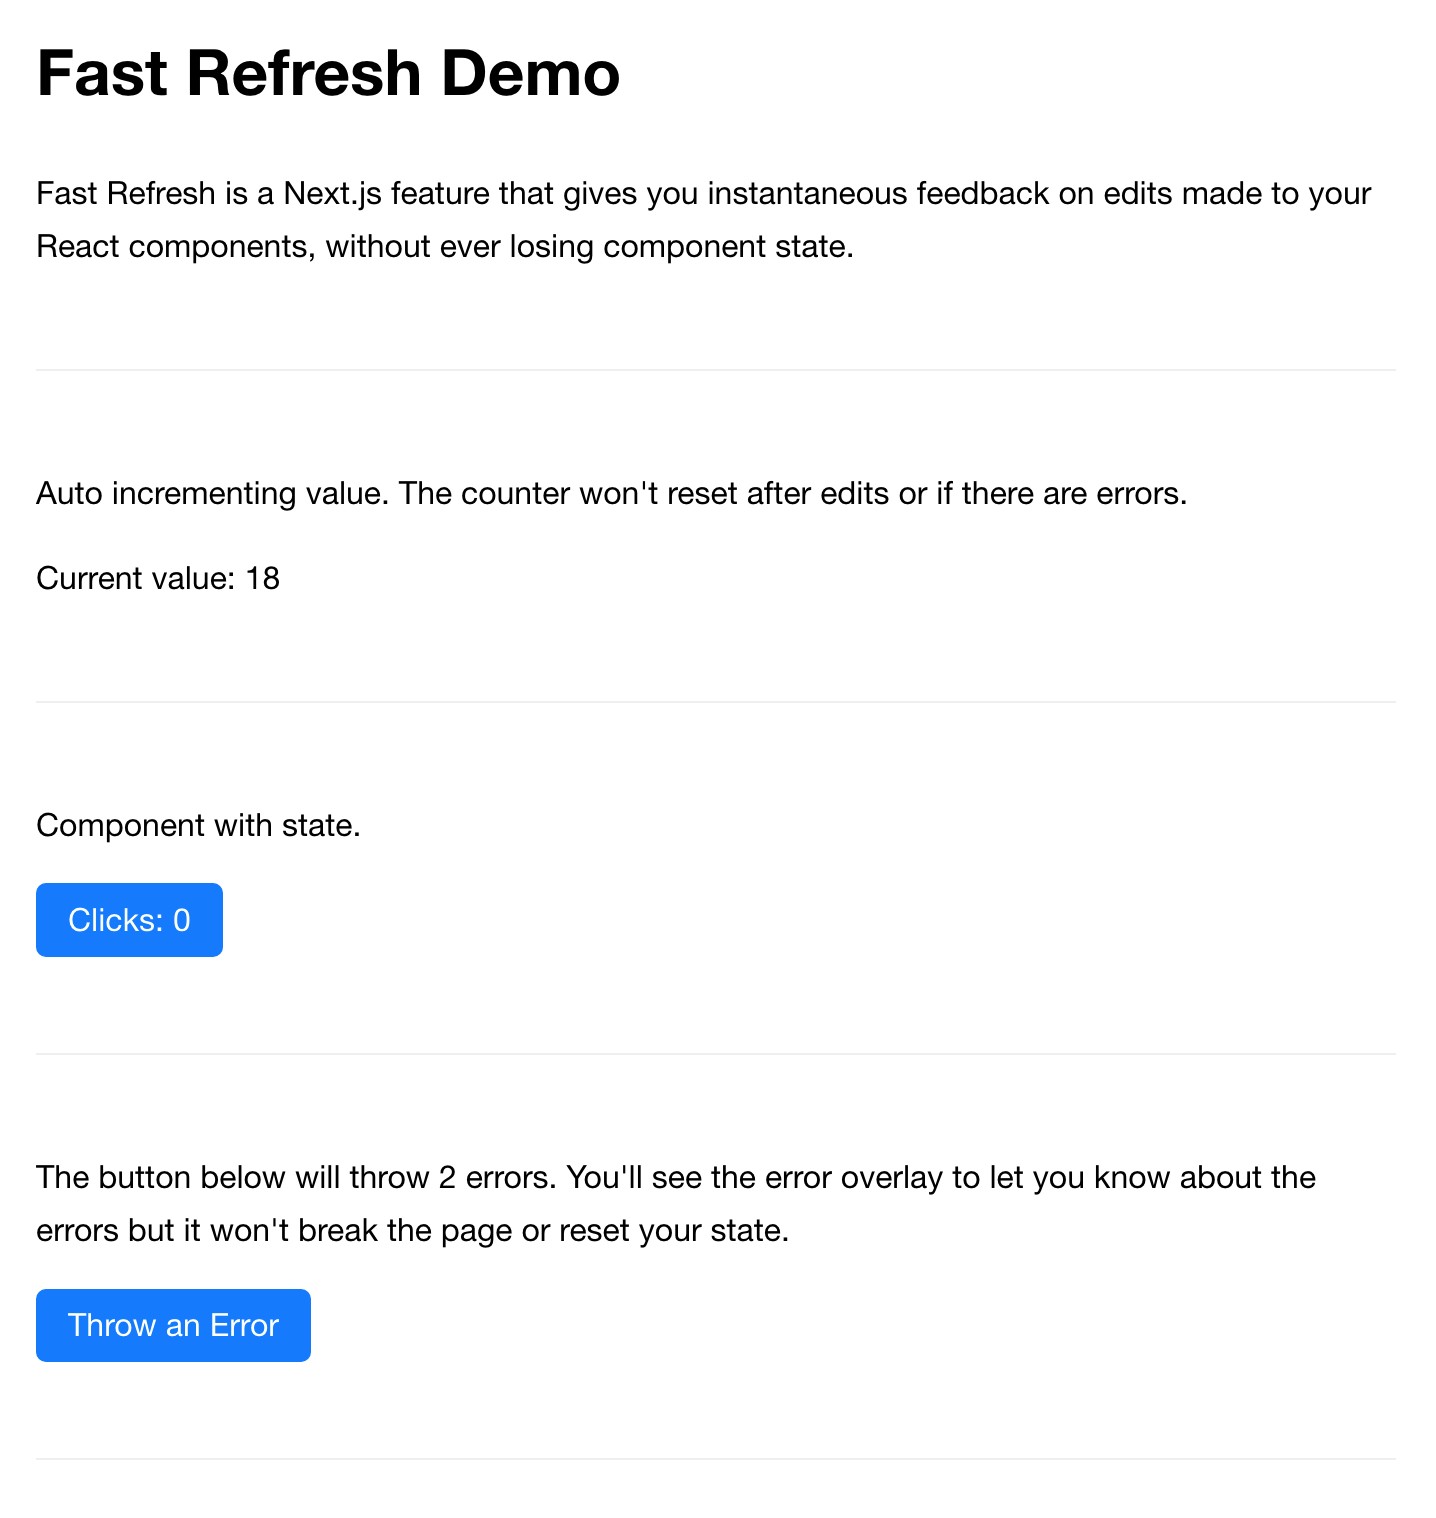 Fast Refresh Demo
Fast Refresh is a Next.js feature that gives you instantaneous feedback on edits made to your
React components, without ever losing component state.
Auto incrementing value. The counter won't reset after edits or if there are errors.
Current value: 18
Component with state.
Clicks: 0
The button below will throw 2 errors. You'll see the error overlay to let you know about the
errors but it won't break the page or reset your state.
Throw an Error